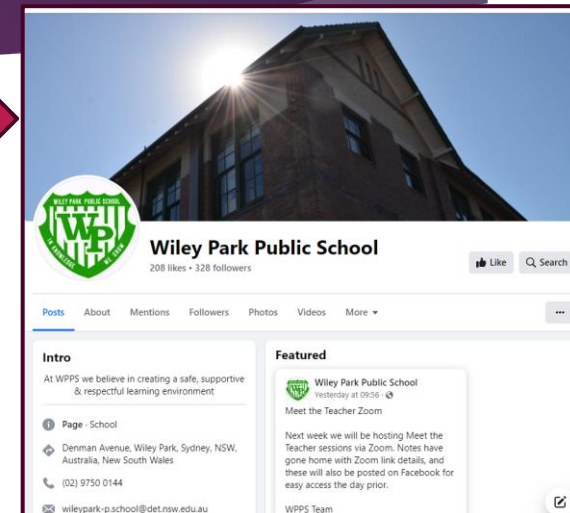 WILEY PARK PUBLIC SCHOOL
WP
IN KNOWLEDGE WE GROW
Wiley Park Public School
208 likes • 328 followers
Like
Search
Posts About Mentions Followers Photos Videos More
Intro
At WPPS we believe in creating a safe, supportive
& respectful learning environment
Page · School
Denman Avenue, Wiley Park, Sydney, NSW,
Australia, New South Wales
(02) 9750 0144
wileypark-p.school@det.nsw.edu.au
Featured
Wiley Park Public School
Yesterday at 09:56 ·
Meet the Teacher Zoom
Next week we will be hosting Meet the
Teacher sessions via Zoom. Notes have
gone home with Zoom link details, and
these will also be posted on Facebook for
easy access the day prior.
WPPS Team